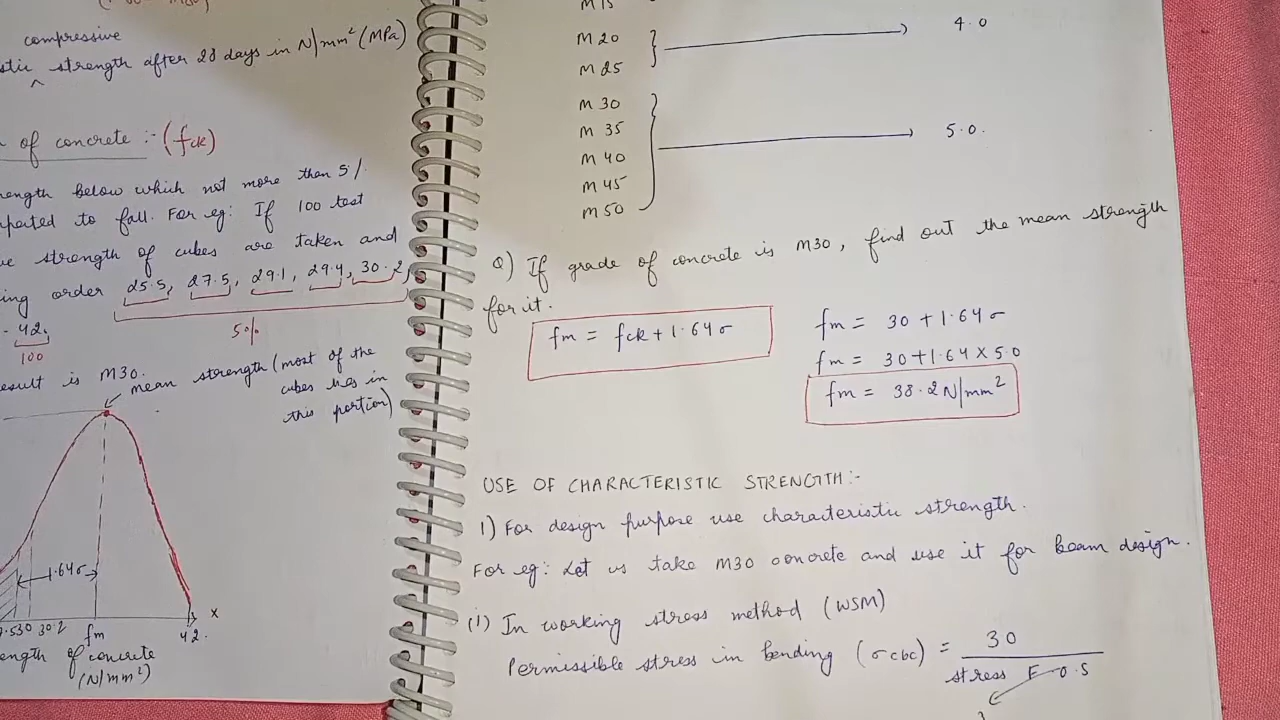 compressive
strength after 28 days in N/mm² (MPa)
of concrete :- (fck)
below which not more than 5%
to fall. For eg: If 100 test
strength of cubes are taken and
order 25.5, 27.5, 29.1, 29.4, 30.2,
42.
5%
100
result is M30.
mean strength (most of the
cubes lies in
this portion)
1.64σ
30 30.2 fm 42. x
of concrete
(N/mm²)
M15
M20
M25
4.0
M30
M35
M40
M45
M50
5.0.
Q) If grade of concrete is M30, find out the mean strength
for it.
fm = fck + 1.64σ
fm = 30 + 1.64σ
fm = 30 + 1.64 × 5.0
fm = 38.2 N/mm²
USE OF CHARACTERISTIC STRENGTH :-
1) For design purpose use characteristic strength.
For eg: Let us take M30 concrete and use it for beam design.
(1) In working stress method (WSM)
Permissible stress in bending (σcbc) = 30
stress F.O.S